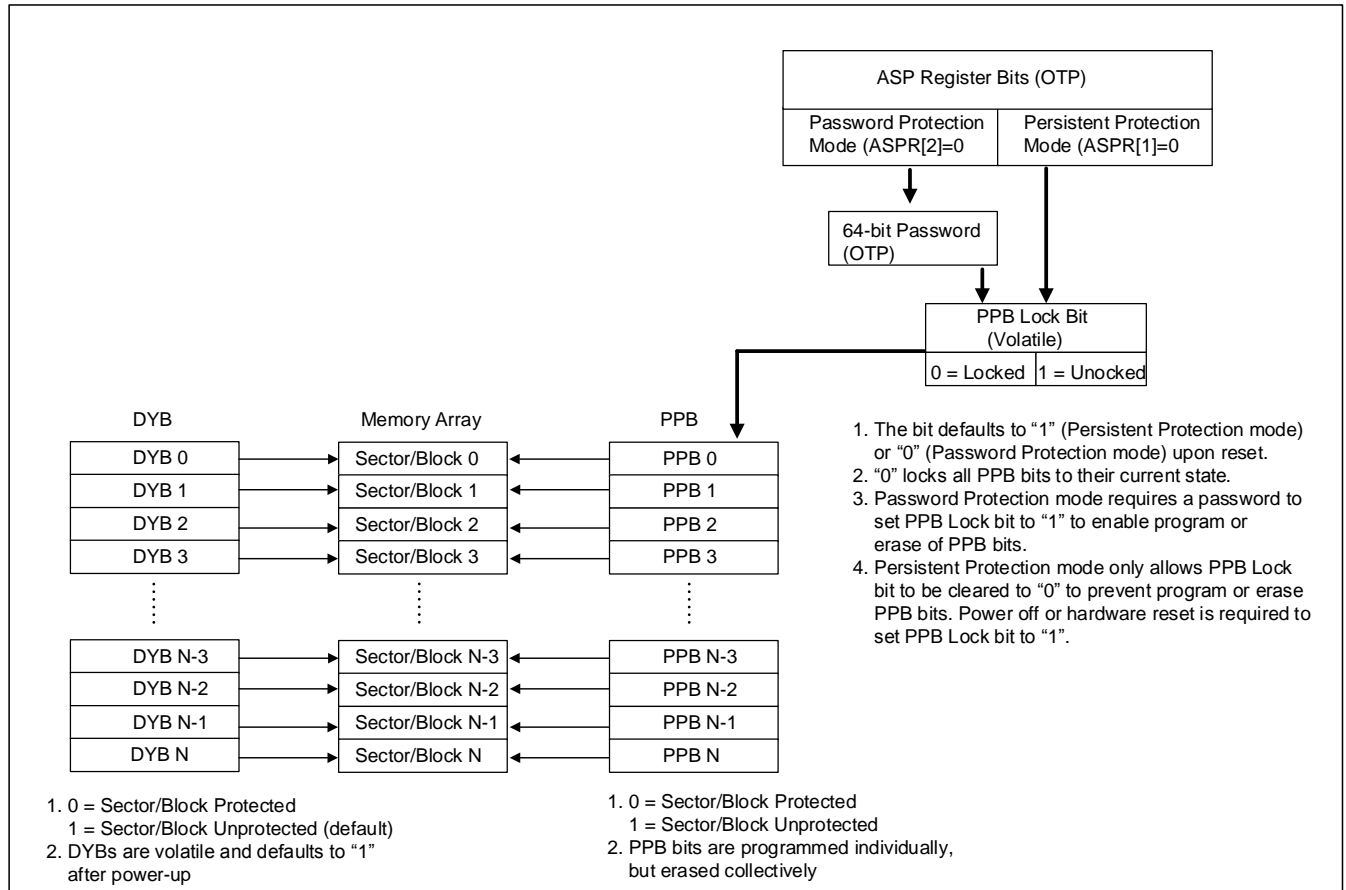 ASP Register Bits (OTP)
Password Protection
Mode (ASPR[2]=0
Persistent Protection
Mode (ASPR[1]=0
64-bit Password
(OTP)
PPB Lock Bit
(Volatile)
0 = Locked
1 = Unocked
1. The bit defaults to “1” (Persistent Protection mode)
or “0” (Password Protection mode) upon reset.
2. “0” locks all PPB bits to their current state.
3. Password Protection mode requires a password to
set PPB Lock bit to “1” to enable program or
erase of PPB bits.
4. Persistent Protection mode only allows PPB Lock
bit to be cleared to “0” to prevent program or erase
PPB bits. Power off or hardware reset is required to
set PPB Lock bit to “1”.
DYB
Memory Array
PPB
DYB 0
Sector/Block 0
PPB 0
DYB 1
Sector/Block 1
PPB 1
DYB 2
Sector/Block 2
PPB 2
DYB 3
Sector/Block 3
PPB 3
DYB N-3
Sector/Block N-3
PPB N-3
DYB N-2
Sector/Block N-2
PPB N-2
DYB N-1
Sector/Block N-1
PPB N-1
DYB N
Sector/Block N
PPB N
1. 0 = Sector/Block Protected
1 = Sector/Block Unprotected (default)
2. DYBs are volatile and defaults to “1”
after power-up
1. 0 = Sector/Block Protected
1 = Sector/Block Unprotected
2. PPB bits are programmed individually,
but erased collectively